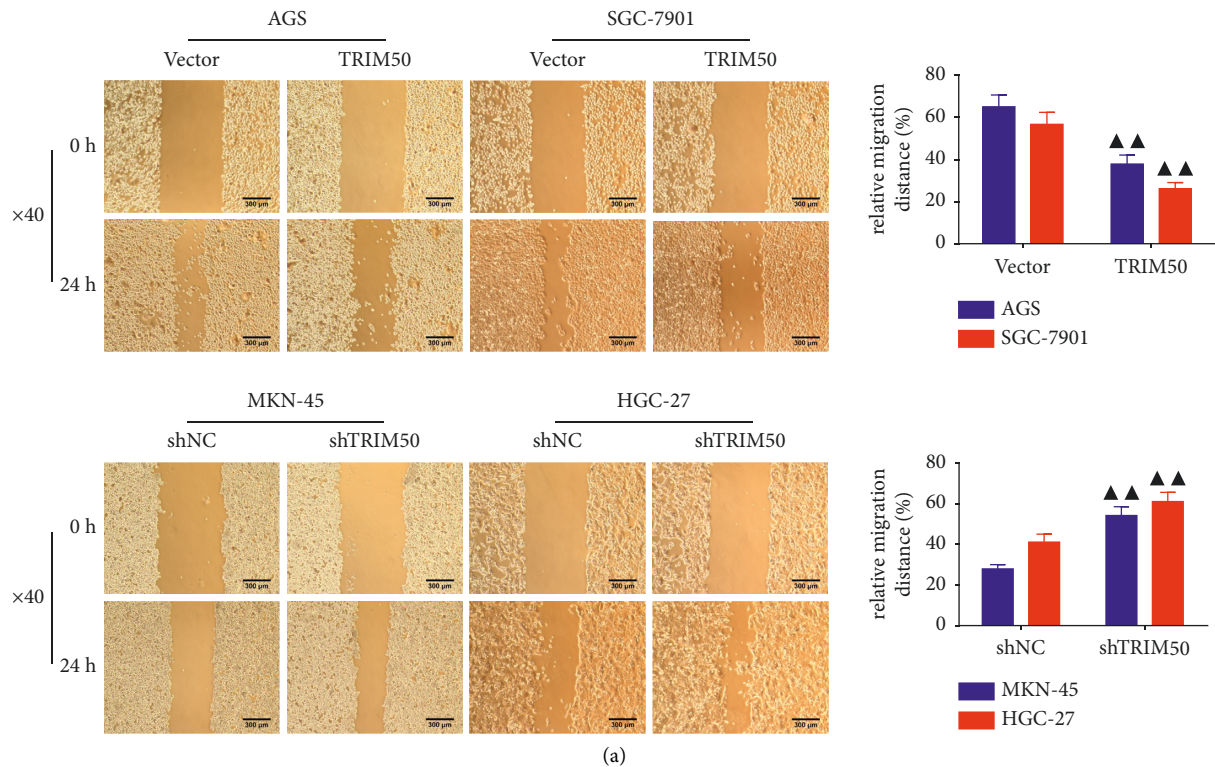 AGS
SGC-7901
Vector
TRIM50
Vector
TRIM50
0 h
×40
24 h
300 μm
300 μm
300 μm
300 μm
300 μm
300 μm
300 μm
300 μm
relative migration
distance (%)
80
60
40
20
0
▲▲
▲▲
Vector
TRIM50
AGS
SGC-7901
MKN-45
HGC-27
shNC
shTRIM50
shNC
shTRIM50
0 h
×40
24 h
300 μm
300 μm
300 μm
300 μm
300 μm
300 μm
300 μm
300 μm
relative migration
distance (%)
80
60
40
20
0
▲▲
▲▲
shNC
shTRIM50
MKN-45
HGC-27
(a)